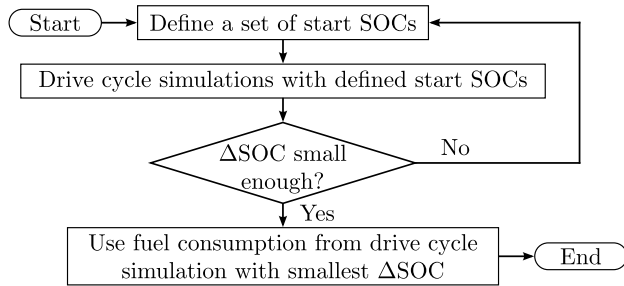 Start
Define a set of start SOCs
Drive cycle simulations with defined start SOCs
ΔSOC small
enough?
No
Yes
Use fuel consumption from drive cycle
simulation with smallest ΔSOC
End